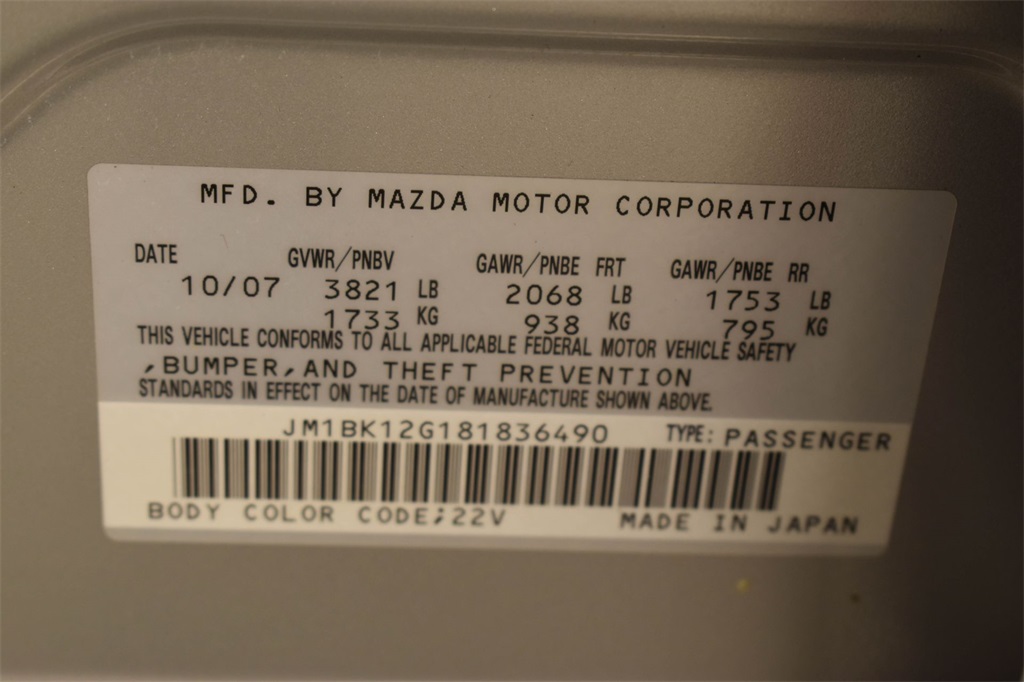 MFD. BY MAZDA MOTOR CORPORATION
DATE GVWR/PNBV GAWR/PNBE FRT GAWR/PNBE RR
10/07 3821 LB 2068 LB 1753 LB
1733 KG 938 KG 795 KG
THIS VEHICLE CONFORMS TO ALL APPLICABLE FEDERAL MOTOR VEHICLE SAFETY
,BUMPER,AND THEFT PREVENTION
STANDARDS IN EFFECT ON THE DATE OF MANUFACTURE SHOWN ABOVE.
JM1BK12G181836490 TYPE: PASSENGER
BODY COLOR CODE;22V MADE IN JAPAN